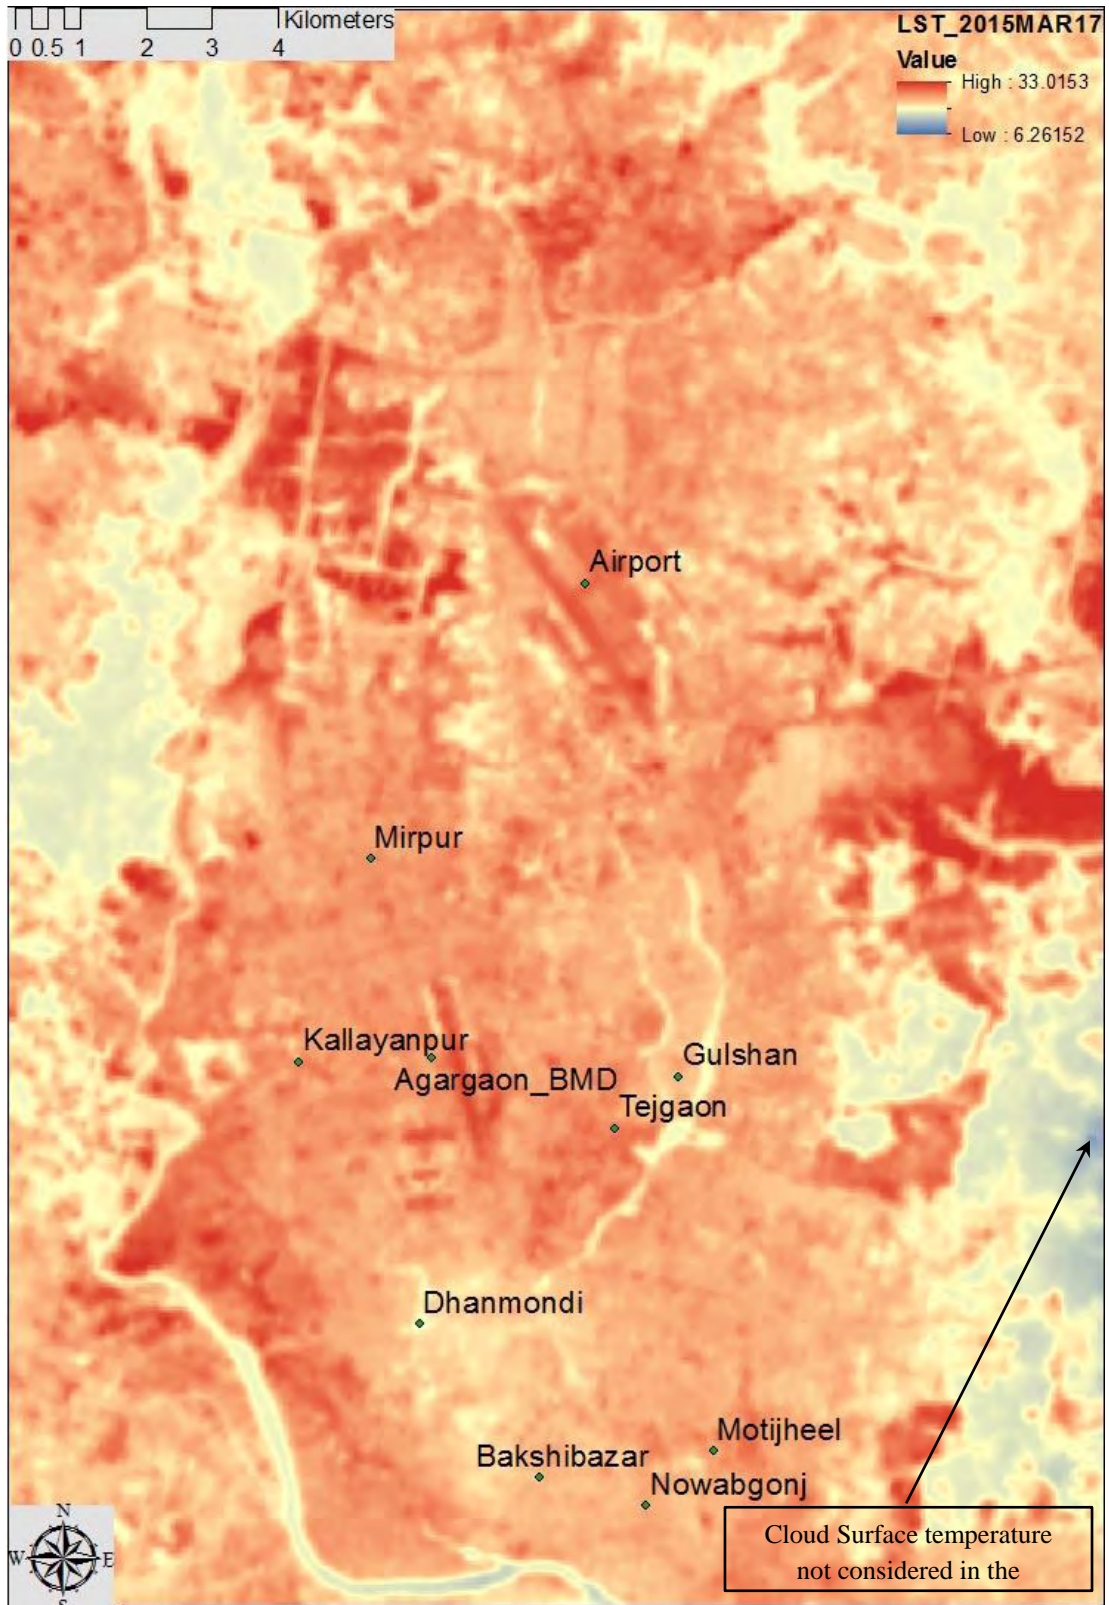 Kilometers
0 0.5 1 2 3 4
LST_2015MAR17
Value
High : 33.0153
Low : 6.26152
Airport
Mirpur
Kallayanpur
Agargaon_BMD
Gulshan
Tejgaon
Dhanmondi
Motijheel
Bakshibazar
Nowabgonj
Cloud Surface temperature
not considered in the
N
W E
S